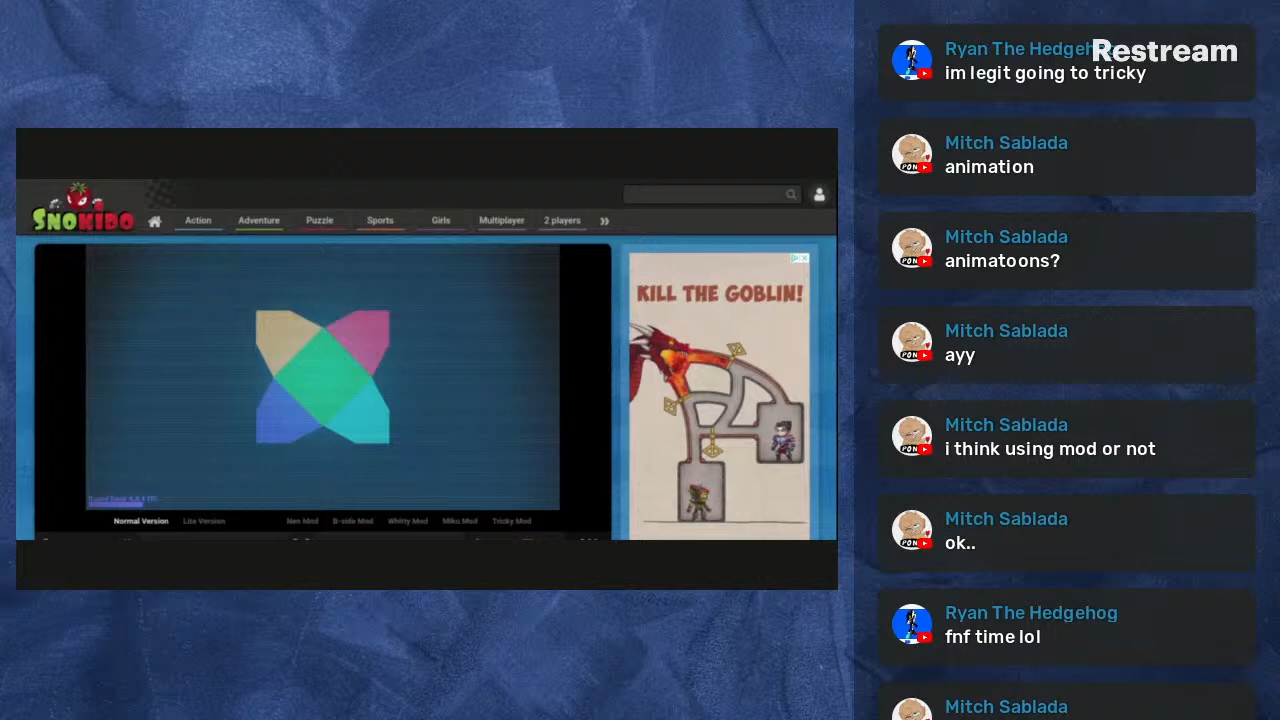 Restream
Ryan The Hedgehog
im legit going to tricky
Mitch Sablada
animation
Mitch Sablada
animatoons?
Mitch Sablada
ayy
Mitch Sablada
i think using mod or not
Mitch Sablada
ok..
Ryan The Hedgehog
fnf time lol
Mitch Sablada
SNOKIDO
Action Adventure Puzzle Sports Girls Multiplayer 2 players »
KILL THE GOBLIN!
Normal Version Lite Version Neo Mod B-side Mod Whitty Mod Miku Mod Tricky Mod